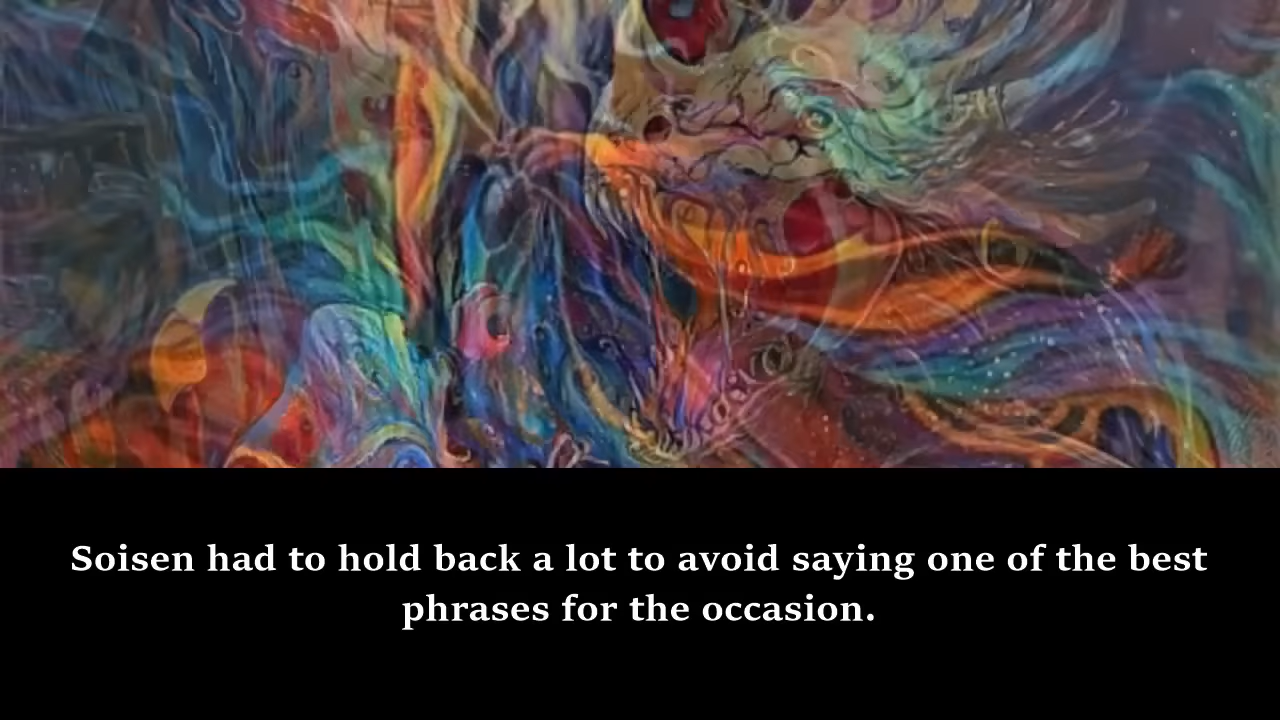 Soisen had to hold back a lot to avoid saying one of the best
phrases for the occasion.